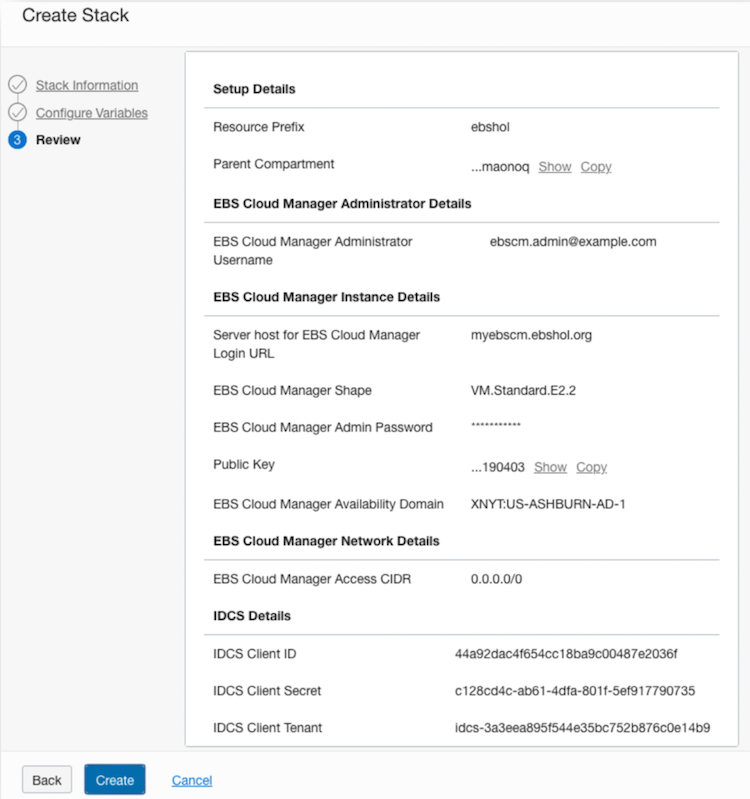 Create Stack
Stack Information
Configure Variables
3 Review
Setup Details
Resource Prefix ebshol
Parent Compartment ...maonoq Show Copy
EBS Cloud Manager Administrator Details
EBS Cloud Manager Administrator ebscm.admin@example.com
Username
EBS Cloud Manager Instance Details
Server host for EBS Cloud Manager myebscm.ebshol.org
Login URL
EBS Cloud Manager Shape VM.Standard.E2.2
EBS Cloud Manager Admin Password ***********
Public Key ...190403 Show Copy
EBS Cloud Manager Availability Domain XNYT:US-ASHBURN-AD-1
EBS Cloud Manager Network Details
EBS Cloud Manager Access CIDR 0.0.0.0/0
IDCS Details
IDCS Client ID 44a92dac4f654cc18ba9c00487e2036f
IDCS Client Secret c128cd4c-ab61-4dfa-801f-5ef917790735
IDCS Client Tenant idcs-3a3eea895f544e35bc752b876c0e14b9
Back Create Cancel